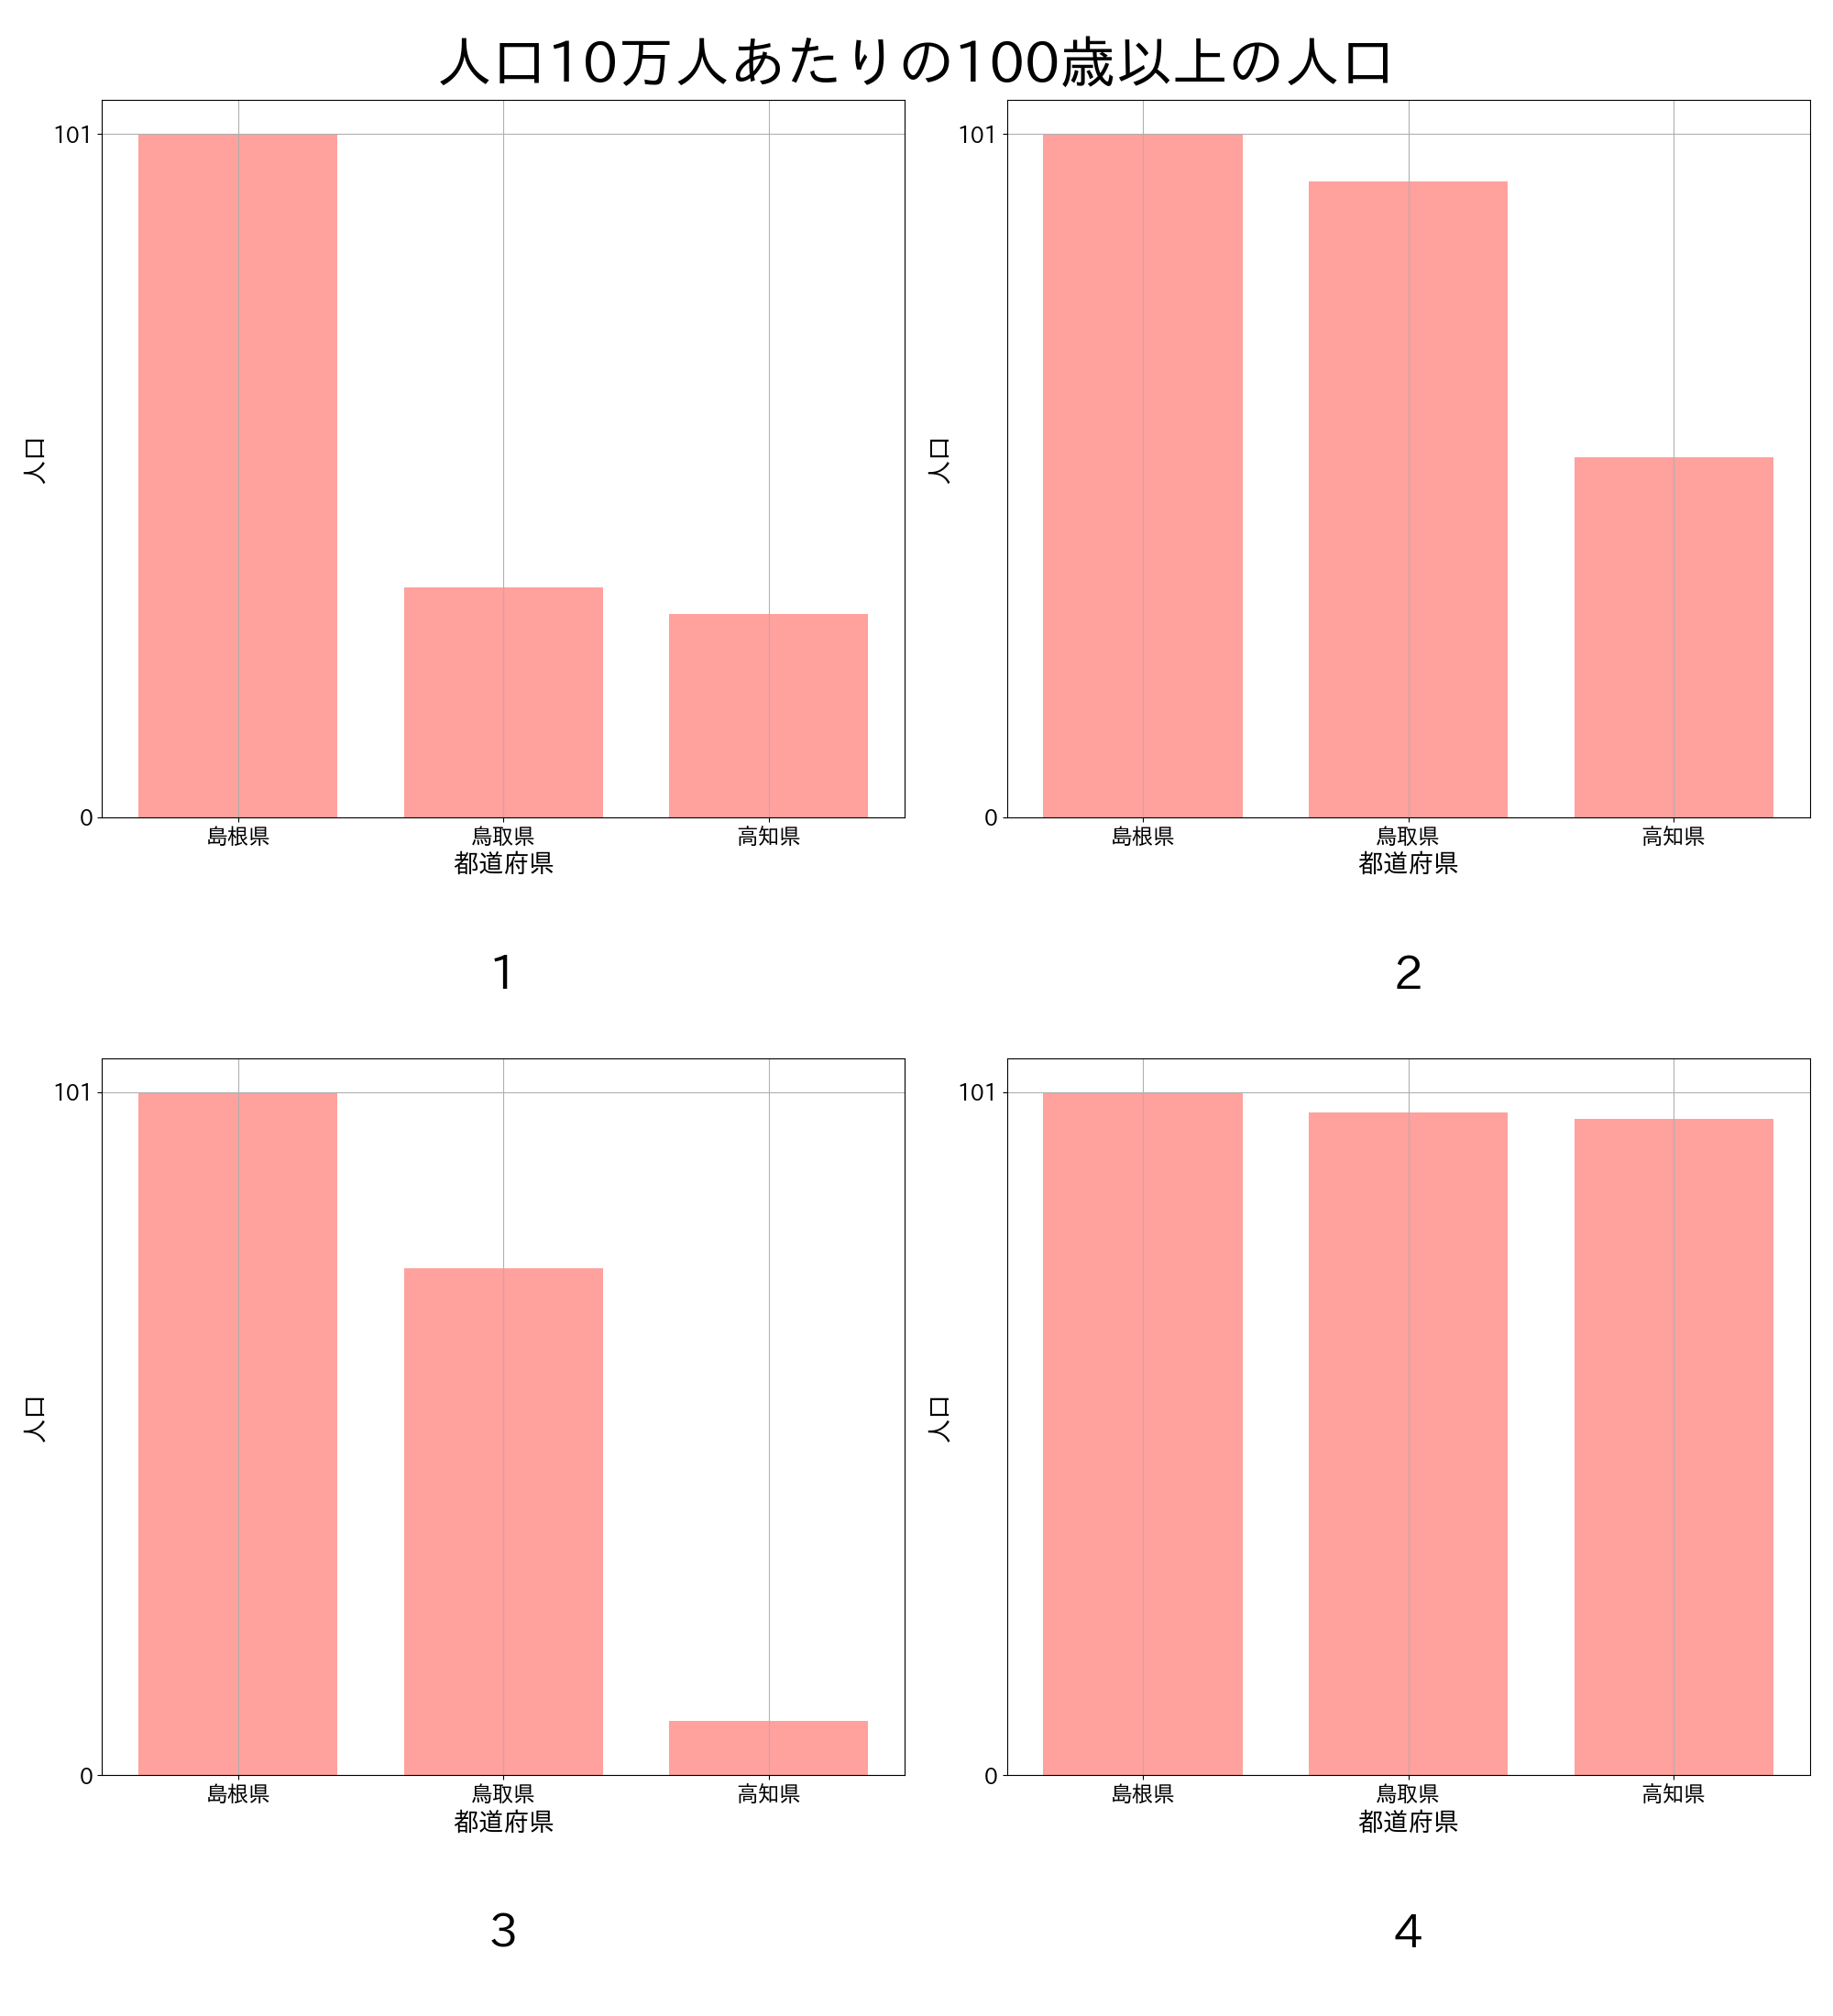 人口10万人あたりの100歳以上の人口
101
人口
0
島根県 鳥取県 高知県
都道府県
1
101
人口
0
島根県 鳥取県 高知県
都道府県
2
101
人口
0
島根県 鳥取県 高知県
都道府県
3
101
人口
0
島根県 鳥取県 高知県
都道府県
4